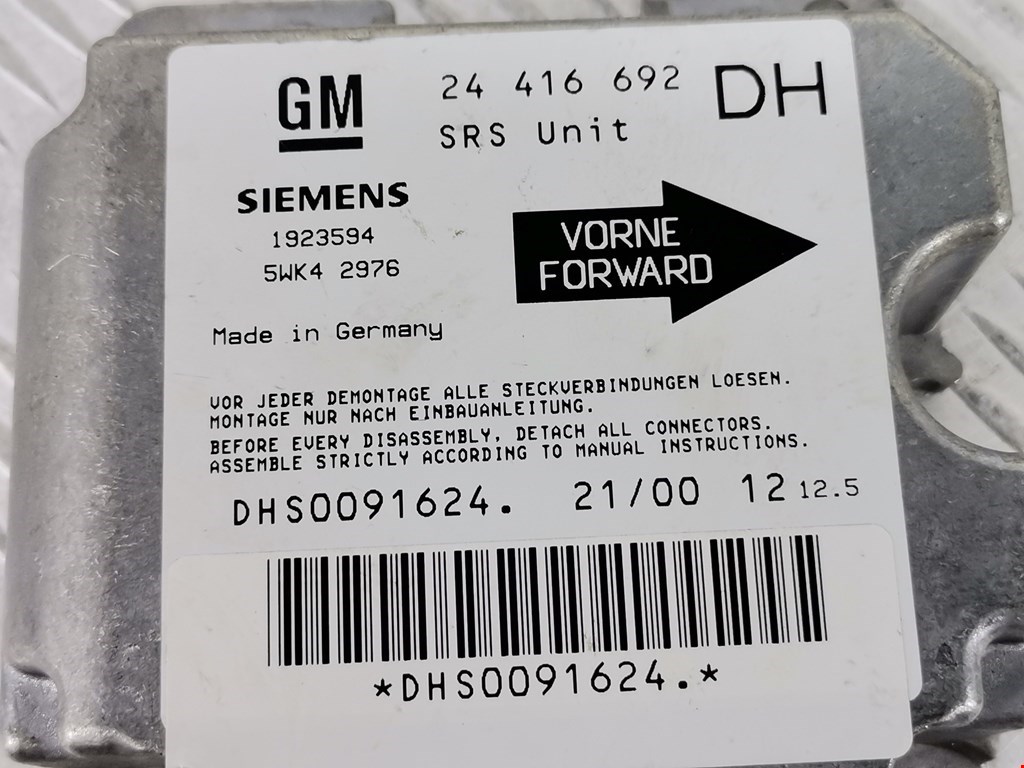 GM
24 416 692
DH
SRS Unit
SIEMENS
1923594
5WK4 2976
VORNE
FORWARD
Made in Germany
VOR JEDER DEMONTAGE ALLE STECKVERBINDUNGEN LOESEN.
MONTAGE NUR NACH EINBAUANLEITUNG.
BEFORE EVERY DISASSEMBLY, DETACH ALL CONNECTORS.
ASSEMBLE STRICTLY ACCORDING TO MANUAL INSTRUCTIONS.
DHS0091624. 21/00 12 12.5
*DHS0091624.*